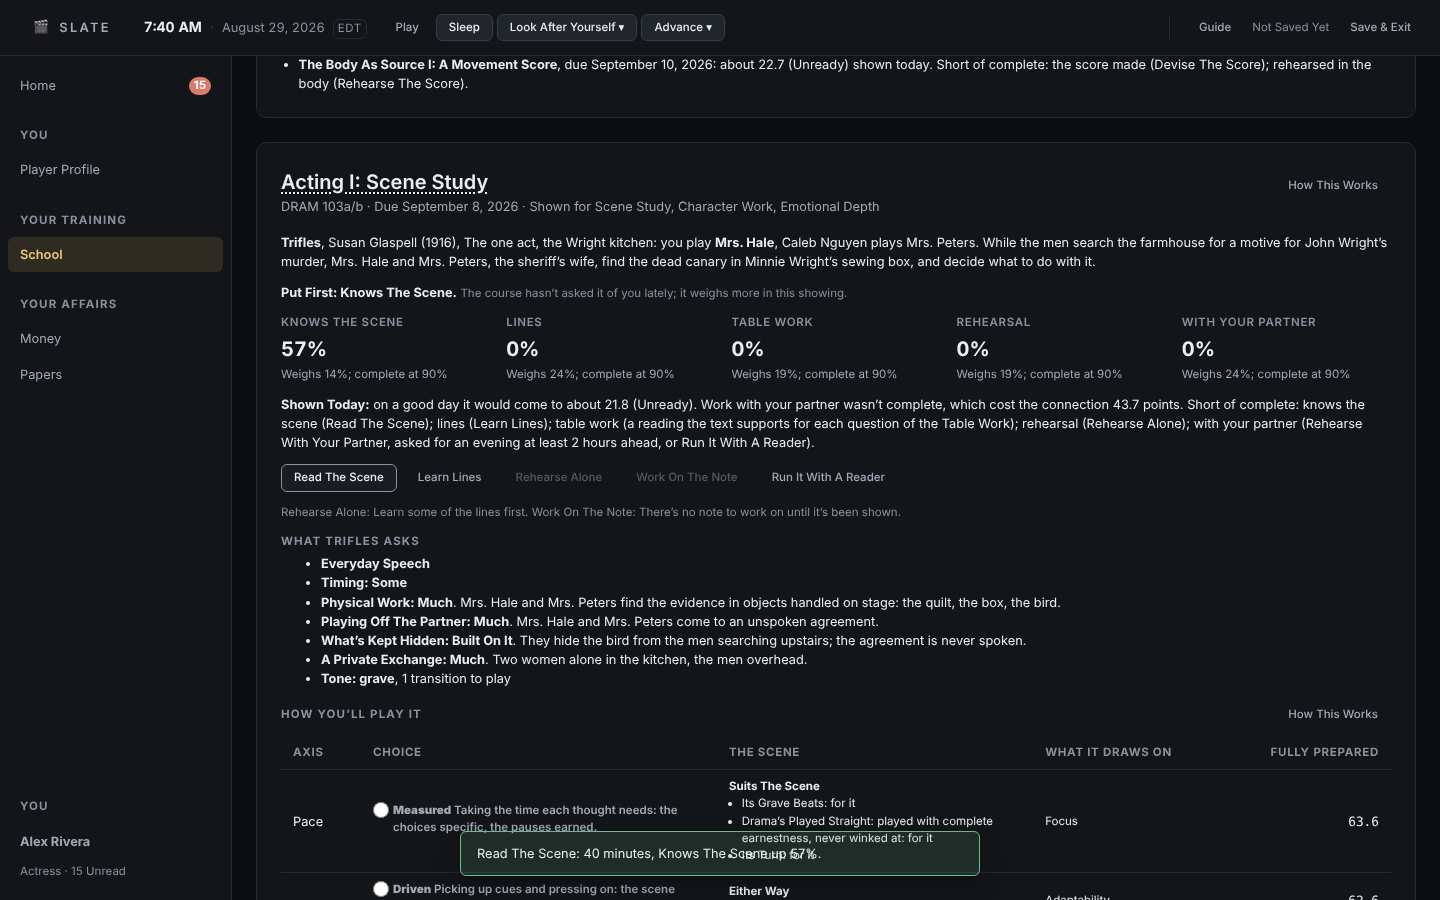 SLATE
7:40 AM · August 29, 2026 EDT
Play
Sleep
Look After Yourself ▾
Advance ▾
Guide
Not Saved Yet
Save & Exit
Home
15
YOU
Player Profile
YOUR TRAINING
School
YOUR AFFAIRS
Money
Papers
YOU
Alex Rivera
Actress · 15 Unread
• The Body As Source I: A Movement Score, due September 10, 2026: about 22.7 (Unready) shown today. Short of complete: the score made (Devise The Score); rehearsed in the
body (Rehearse The Score).
Acting I: Scene Study
How This Works
DRAM 103a/b · Due September 8, 2026 · Shown for Scene Study, Character Work, Emotional Depth
Trifles, Susan Glaspell (1916), The one act, the Wright kitchen: you play Mrs. Hale, Caleb Nguyen plays Mrs. Peters. While the men search the farmhouse for a motive for John Wright’s
murder, Mrs. Hale and Mrs. Peters, the sheriff’s wife, find the dead canary in Minnie Wright’s sewing box, and decide what to do with it.
Put First: Knows The Scene. The course hasn’t asked it of you lately; it weighs more in this showing.
KNOWS THE SCENE
57%
Weighs 14%; complete at 90%
LINES
0%
Weighs 24%; complete at 90%
TABLE WORK
0%
Weighs 19%; complete at 90%
REHEARSAL
0%
Weighs 19%; complete at 90%
WITH YOUR PARTNER
0%
Weighs 24%; complete at 90%
Shown Today: on a good day it would come to about 21.8 (Unready). Work with your partner wasn’t complete, which cost the connection 43.7 points. Short of complete: knows the
scene (Read The Scene); lines (Learn Lines); table work (a reading the text supports for each question of the Table Work); rehearsal (Rehearse Alone); with your partner (Rehearse
With Your Partner, asked for an evening at least 2 hours ahead, or Run It With A Reader).
Read The Scene
Learn Lines
Rehearse Alone
Work On The Note
Run It With A Reader
Rehearse Alone: Learn some of the lines first. Work On The Note: There’s no note to work on until it’s been shown.
WHAT TRIFLES ASKS
• Everyday Speech
• Timing: Some
• Physical Work: Much. Mrs. Hale and Mrs. Peters find the evidence in objects handled on stage: the quilt, the box, the bird.
• Playing Off The Partner: Much. Mrs. Hale and Mrs. Peters come to an unspoken agreement.
• What’s Kept Hidden: Built On It. They hide the bird from the men searching upstairs; the agreement is never spoken.
• A Private Exchange: Much. Two women alone in the kitchen, the men overhead.
• Tone: grave, 1 transition to play
HOW YOU’LL PLAY IT
How This Works
AXIS
CHOICE
THE SCENE
WHAT IT DRAWS ON
FULLY PREPARED
Pace
Measured Taking the time each thought needs: the
choices specific, the pauses earned.
Suits The Scene
• Its Grave Beats: for it
• Drama’s Played Straight: played with complete
earnestness, never winked at: for it
Focus
63.6
Read The Scene: 40 minutes, Knows The Scene up 57%.
Driven Picking up cues and pressing on: the scene
Either Way
Adaptability